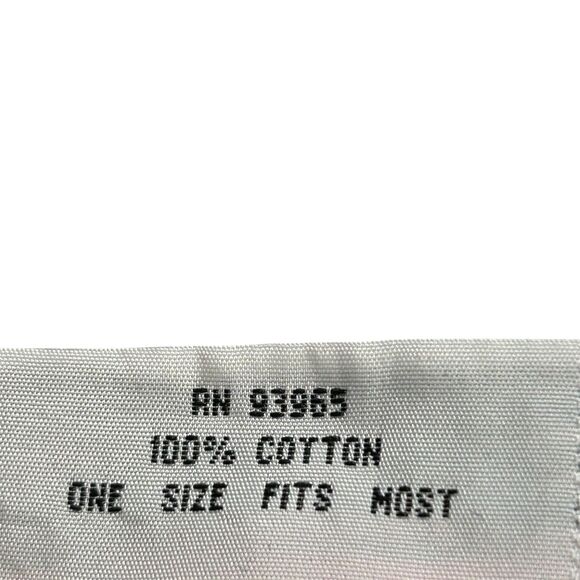 RN 93965
100% COTTON
ONE SIZE FITS MOST